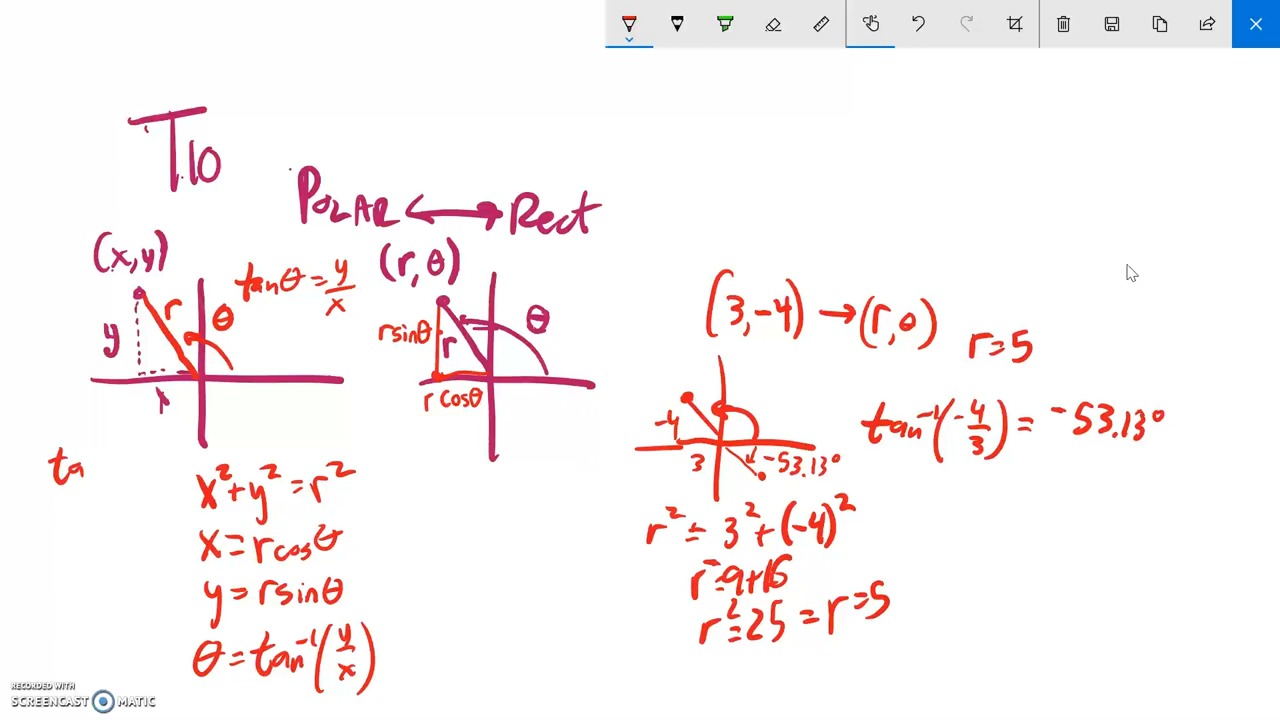 T.10
POLAR ↔ Rect
(x,y)
tanθ = y/x
r
θ
y
x
(r, θ)
θ
r sinθ
r
r cosθ
ta
x² + y² = r²
x = r cosθ
y = r sinθ
θ = tan⁻¹(y/x)
(3, -4) → (r, θ)
r = 5
tan⁻¹(-4/3) = -53.13°
-4
3
-53.13°
r² = 3² + (-4)²
r = 9+16
r² = 25 = r = 5
RECORDED WITH
SCREENCAST MATIC